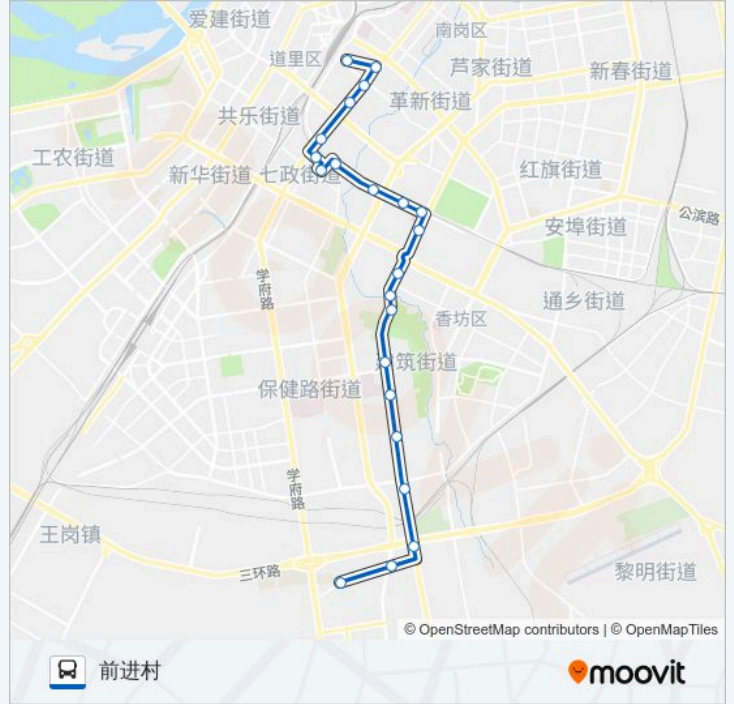 爱建街道
南岗区
道里区
芦家街道
新春街道
革新街道
共乐街道
工农街道
新华街道 七政街道
红旗街道
公滨路
安埠街道
学府路
通乡街道
香坊区
建筑街道
保健路街道
学府路
王岗镇
三环路
黎明街道
© OpenStreetMap contributors | © OpenMapTiles
前进村
moovit